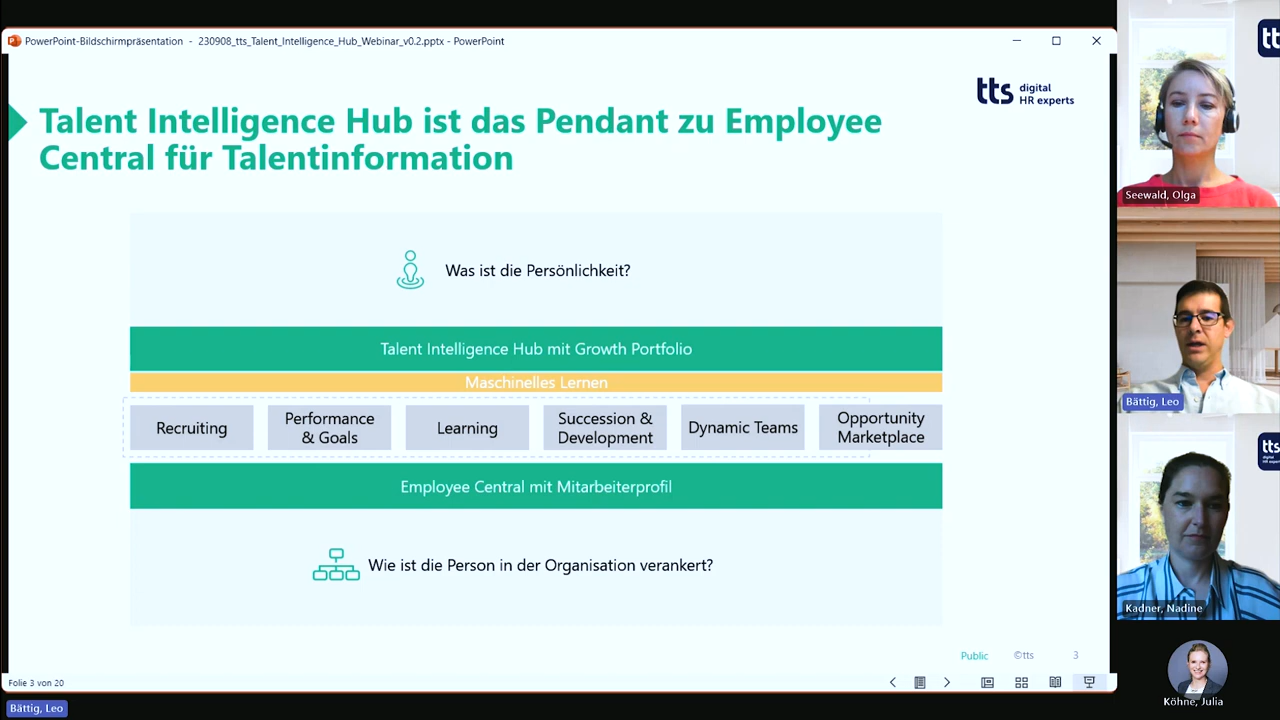 PowerPoint-Bildschirmpräsentation - 230908_tts_Talent_Intelligence_Hub_Webinar_v0.2.pptx - PowerPoint
tts digital
HR experts
Talent Intelligence Hub ist das Pendant zu Employee
Central für Talentinformation
Was ist die Persönlichkeit?
Talent Intelligence Hub mit Growth Portfolio
Maschinelles Lernen
Recruiting
Performance
& Goals
Learning
Succession &
Development
Dynamic Teams
Opportunity
Marketplace
Employee Central mit Mitarbeiterprofil
Wie ist die Person in der Organisation verankert?
Public ©tts 3
Folie 3 von 20
Bättig, Leo
Seewald, Olga
Bättig, Leo
tts
digital
Kadner, Nadine
Köhne, Julia